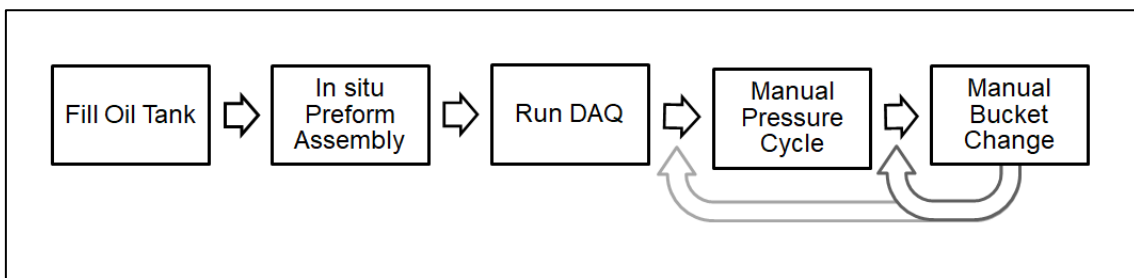 Fill Oil Tank
In situ
Preform
Assembly
Run DAQ
Manual
Pressure
Cycle
Manual
Bucket
Change